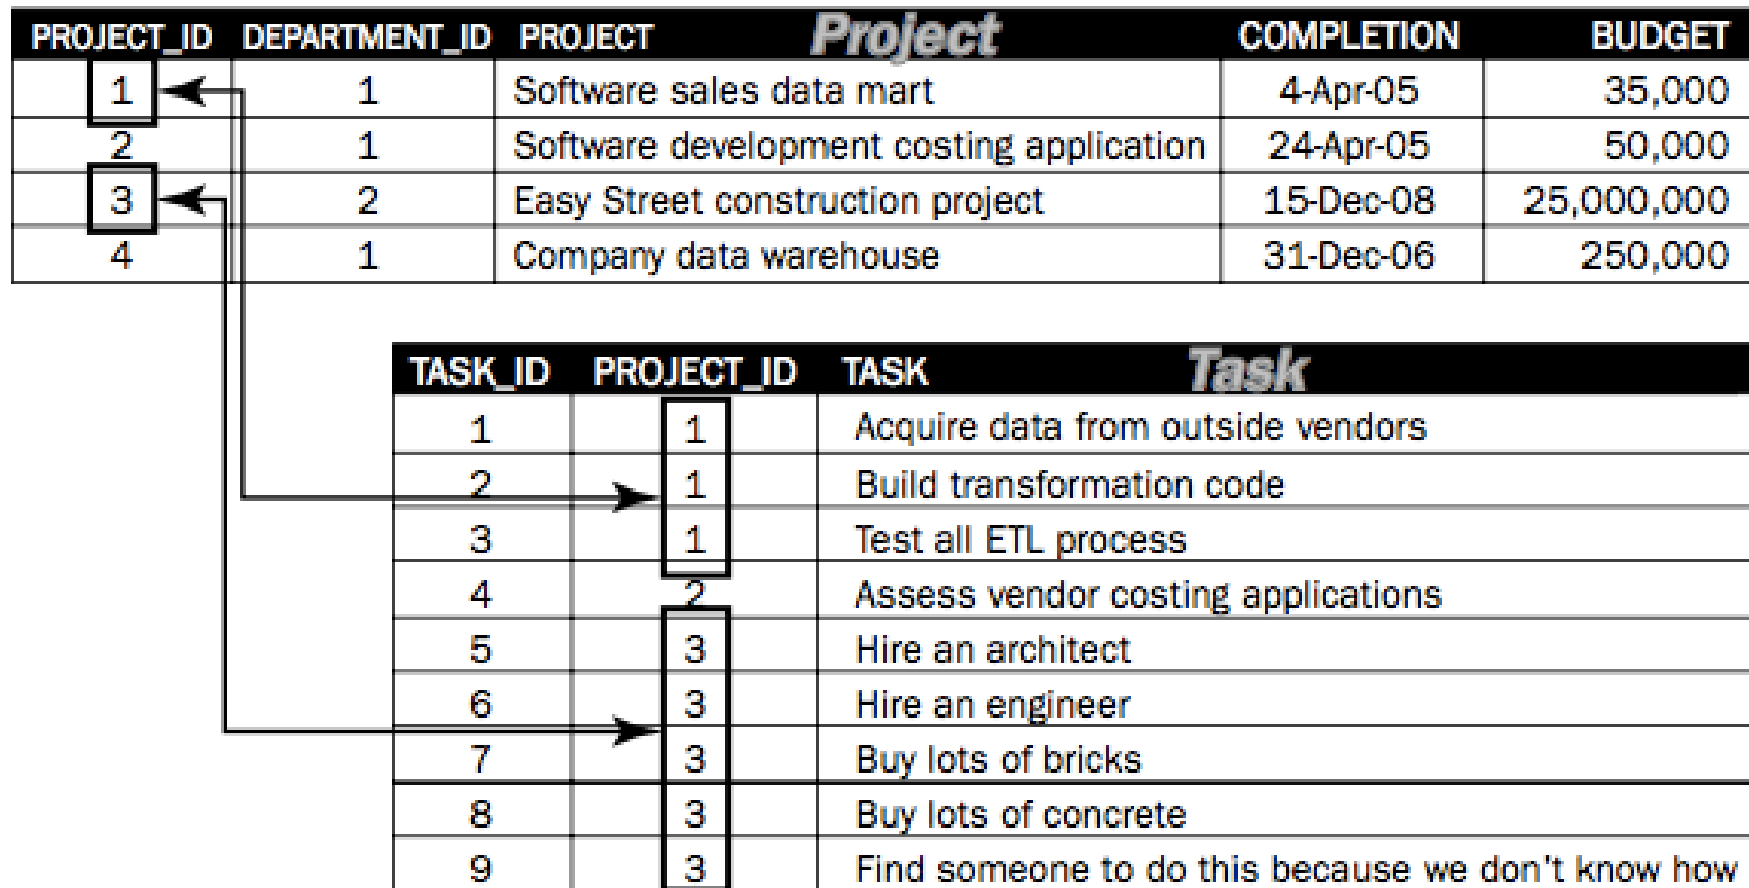 PROJECT_ID DEPARTMENT_ID PROJECT Project COMPLETION BUDGET
1 1 Software sales data mart 4-Apr-05 35,000
2 1 Software development costing application 24-Apr-05 50,000
3 2 Easy Street construction project 15-Dec-08 25,000,000
4 1 Company data warehouse 31-Dec-06 250,000
TASK_ID PROJECT_ID TASK Task
1 1 Acquire data from outside vendors
2 1 Build transformation code
3 1 Test all ETL process
4 2 Assess vendor costing applications
5 3 Hire an architect
6 3 Hire an engineer
7 3 Buy lots of bricks
8 3 Buy lots of concrete
9 3 Find someone to do this because we don't know how